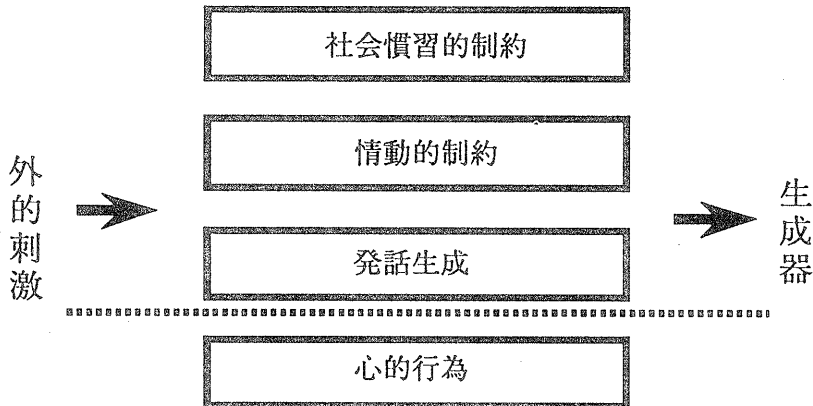 社会慣習的制約
情動的制約
外的刺激
発話生成
生成器
心的行為